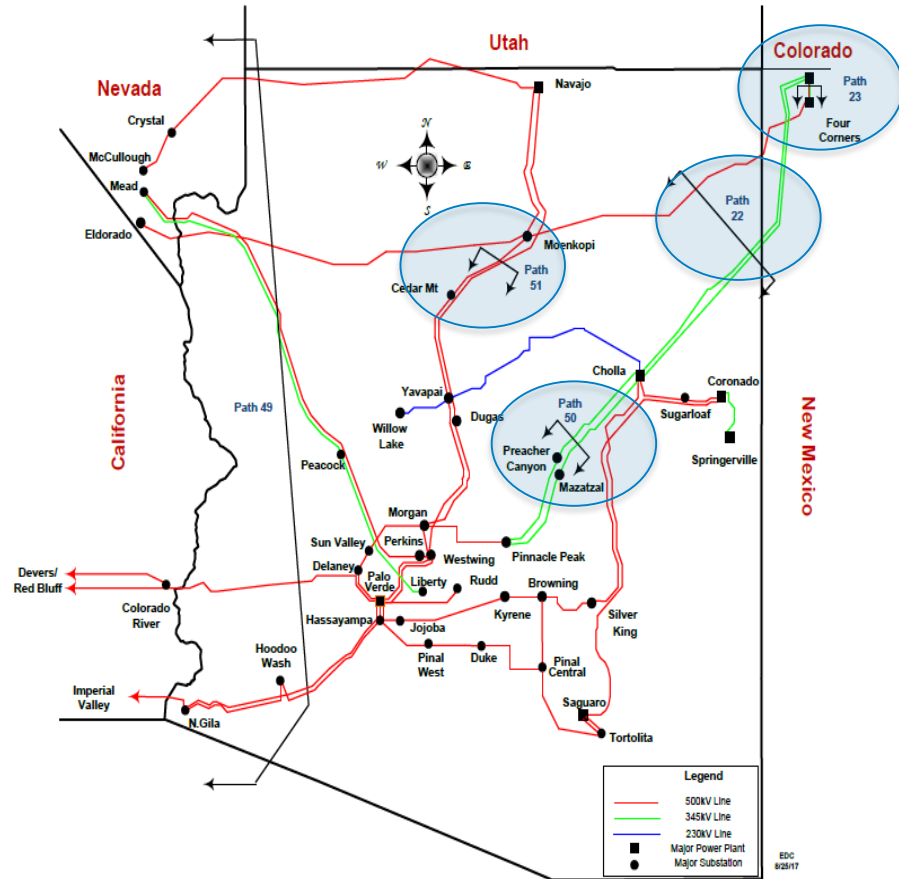 Utah
Colorado
Nevada
Navajo
Path
23
Four
Corners
Crystal
McCullough
Mead
Eldorado
N
W
E
S
Path
22
Moenkopi
Path
51
Cedar Mt
California
Path 49
New Mexico
Yavapai
Willow
Lake
Dugas
Cholla
Coronado
Sugarloaf
Springerville
Path
50
Preacher
Canyon
Mazatzal
Peacock
Morgan
Sun Valley
Perkins
Westwing
Pinnacle Peak
Delaney
Palo
Verde
Liberty
Rudd
Browning
Devers/
Red Bluff
Colorado
River
Hassayampa
Jojoba
Kyrene
Silver
King
Hoodoo
Wash
Pinal
West
Duke
Pinal
Central
Imperial
Valley
N.Gila
Saguaro
Tortolita
Legend
500kV Line
345kV Line
230kV Line
Major Power Plant
Major Substation
EDC
8/25/17